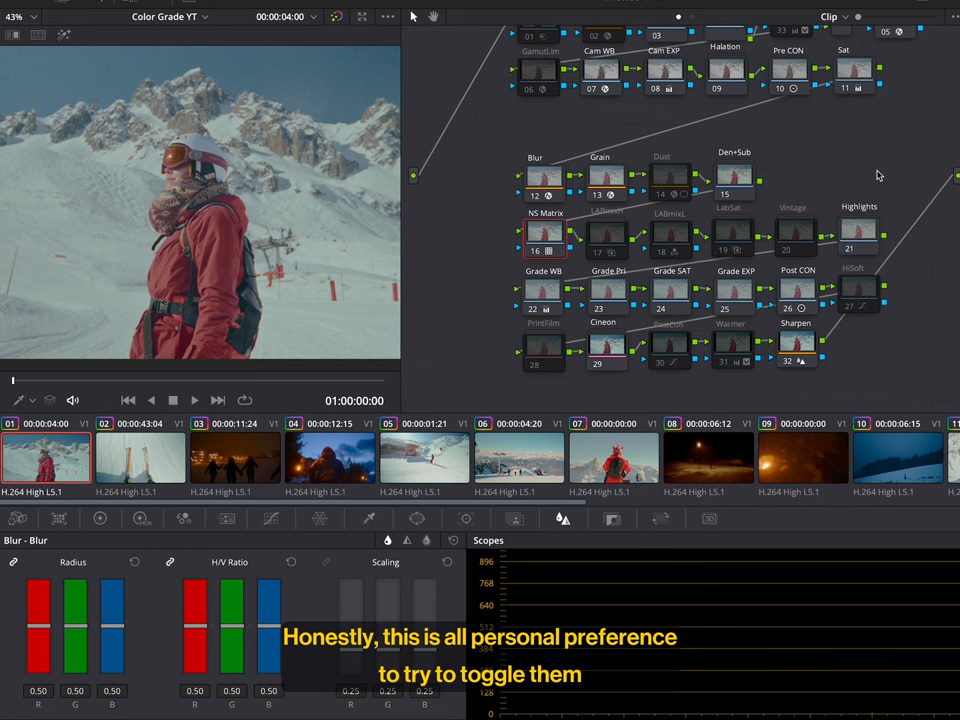 43% Color Grade YT 00:00:04:00 Clip
01 02 03 33 05
GamutLim Cam WB Cam EXP Halation Pre CON Sat
06 07 08 09 10 11
Blur Grain Dust Den+Sub
12 13 14 15
NS Matrix LABmixH LABmixL LabSat Vintage Highlights
16 17 18 19 20 21
Grade WB Grade Pri Grade SAT Grade EXP Post CON HiSoft
22 23 24 25 26 27
PrintFilm Cineon PostCon Warmer Sharpen
28 29 30 31 32
01:00:00:00
01 00:00:04:00 V1 02 00:00:43:04 V1 03 00:00:11:24 V1 04 00:00:12:15 V1 05 00:00:01:21 V1 06 00:00:04:20 V1 07 00:00:00:00 V1 08 00:00:06:12 V1 09 00:00:00:00 V1 10 00:00:06:15 V1 11
H.264 High L5.1 H.264 High L5.1 H.264 High L5.1 H.264 High L5.1 H.264 High L5.1 H.264 High L5.1 H.264 High L5.1 H.264 High L5.1 H.264 High L5.1 H.264 High L5.1
HDR 3D
Blur - Blur Scopes
Radius H/V Ratio Scaling
896
768
640
512
384
128
0
0.50 0.50 0.50 0.50 0.50 0.50 0.25 0.25 0.25
R G B R G B R G B
Honestly, this is all personal preference
to try to toggle them